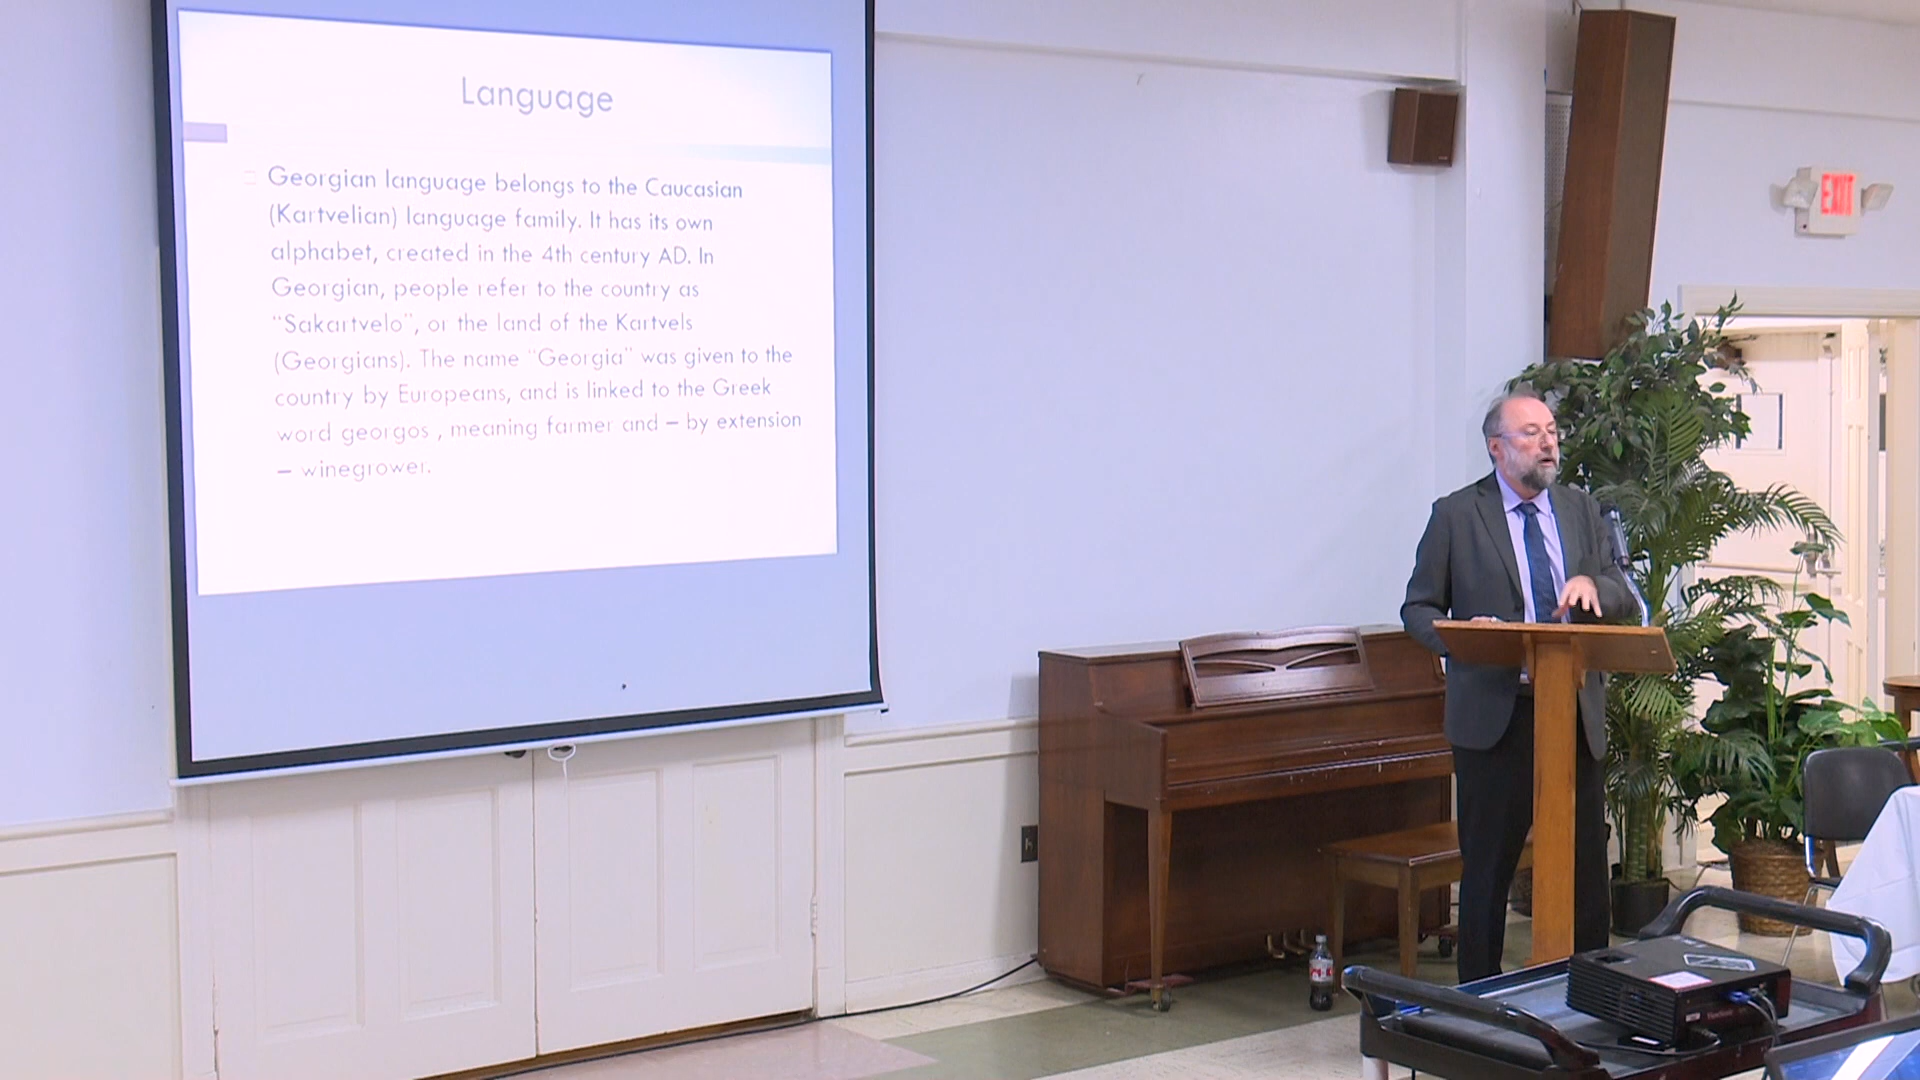 Language
Georgian language belongs to the Caucasian
(Kartvelian) language family. It has its own
alphabet, created in the 4th century AD. In
Georgian, people refer to the country as
“Sakartvelo”, or the land of the Kartvels
(Georgians). The name “Georgia” was given to the
country by Europeans, and is linked to the Greek
word georgos , meaning farmer and – by extension
– winegrower.
EXIT